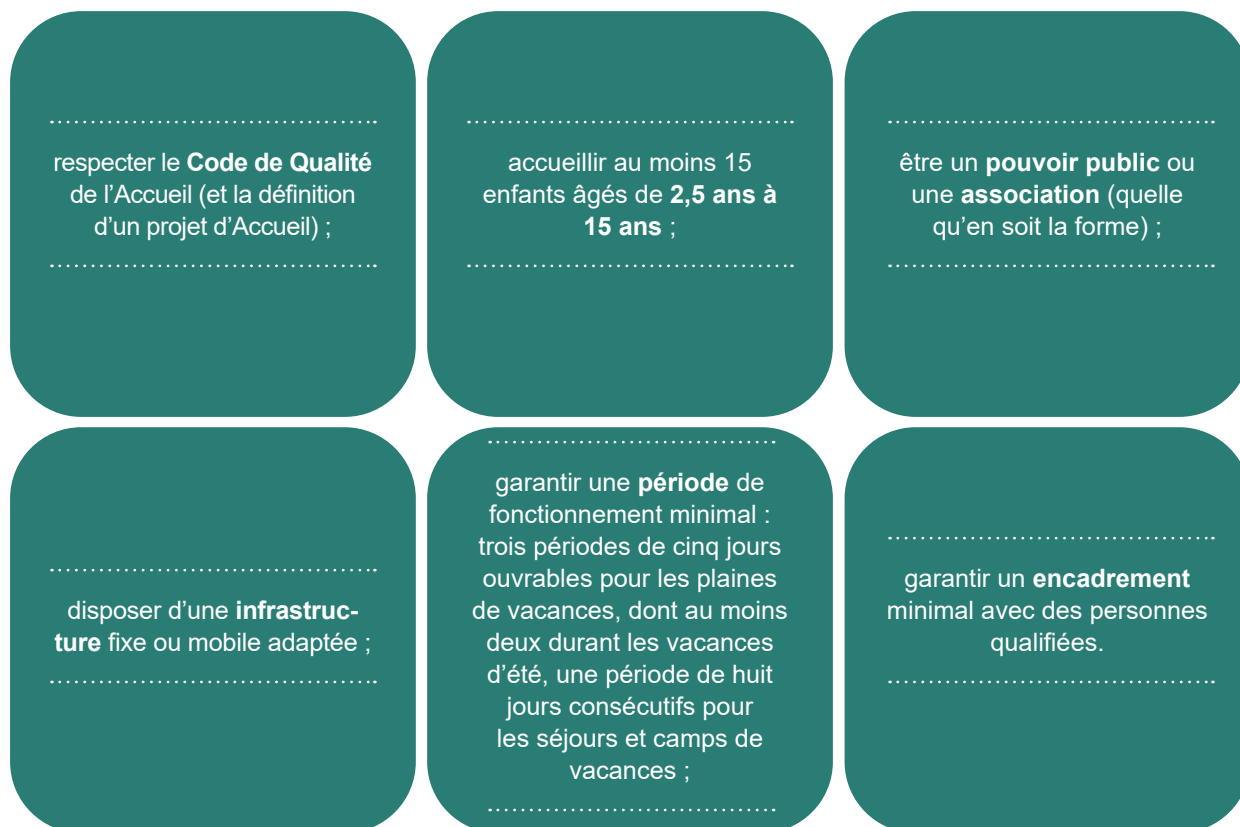 respecter le Code de Qualité
de l’Accueil (et la définition
d’un projet d’Accueil) ;
accueillir au moins 15
enfants âgés de 2,5 ans à
15 ans ;
être un pouvoir public ou
une association (quelle
qu’en soit la forme) ;
disposer d’une infrastruc-
ture fixe ou mobile adaptée ;
garantir une période de
fonctionnement minimal :
trois périodes de cinq jours
ouvrables pour les plaines
de vacances, dont au moins
deux durant les vacances
d’été, une période de huit
jours consécutifs pour
les séjours et camps de
vacances ;
garantir un encadrement
minimal avec des personnes
qualifiées.